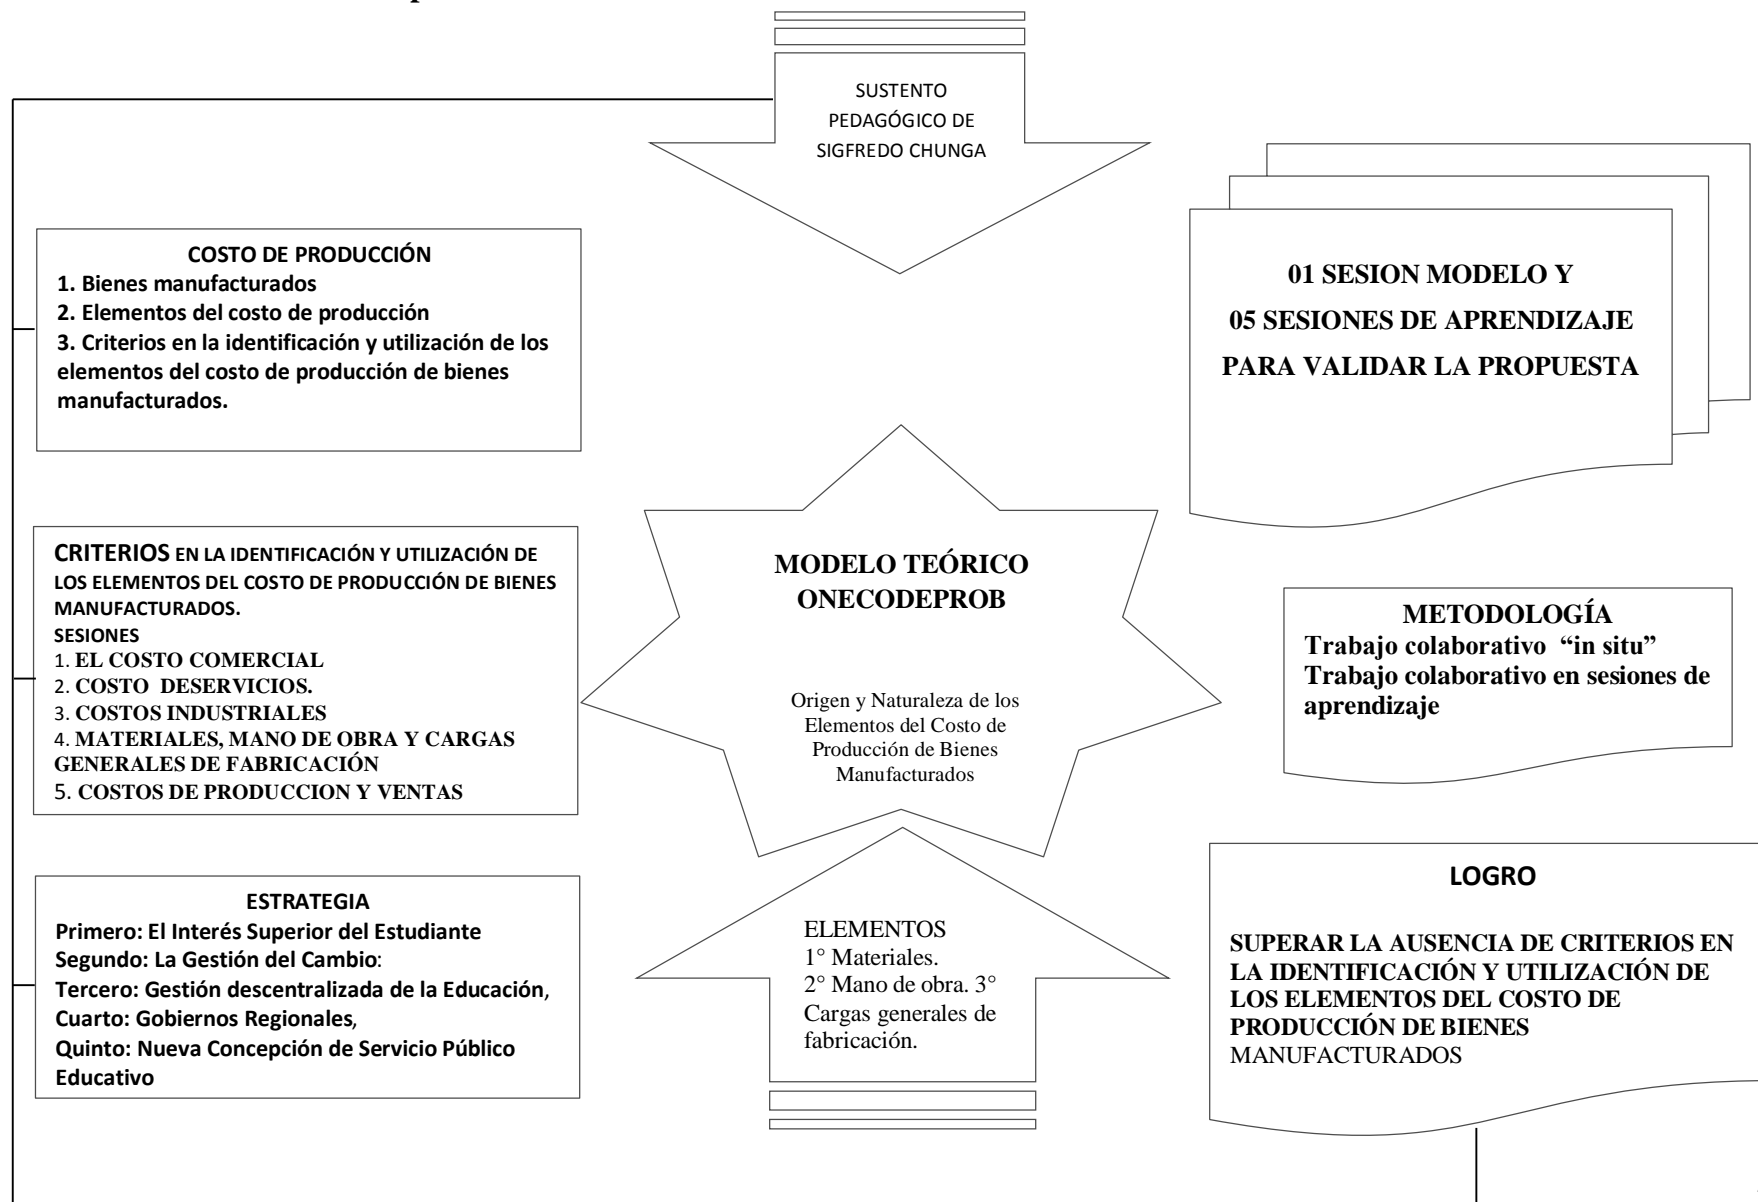 SUSTENTO
PEDAGÓGICO DE
SIGFREDO CHUNGA
COSTO DE PRODUCCIÓN
1. Bienes manufacturados
2. Elementos del costo de producción
3. Criterios en la identificación y utilización de los
elementos del costo de producción de bienes
manufacturados.
01 SESION MODELO Y
05 SESIONES DE APRENDIZAJE
PARA VALIDAR LA PROPUESTA
CRITERIOS EN LA IDENTIFICACIÓN Y UTILIZACIÓN DE
LOS ELEMENTOS DEL COSTO DE PRODUCCIÓN DE BIENES
MANUFACTURADOS.
SESIONES
1. EL COSTO COMERCIAL
2. COSTO DESERVICIOS.
3. COSTOS INDUSTRIALES
4. MATERIALES, MANO DE OBRA Y CARGAS
GENERALES DE FABRICACIÓN
5. COSTOS DE PRODUCCION Y VENTAS
MODELO TEÓRICO
ONECODEPROB
Origen y Naturaleza de los
Elementos del Costo de
Producción de Bienes
Manufacturados
METODOLOGÍA
Trabajo colaborativo “in situ”
Trabajo colaborativo en sesiones de
aprendizaje
ESTRATEGIA
Primero: El Interés Superior del Estudiante
Segundo: La Gestión del Cambio:
Tercero: Gestión descentralizada de la Educación,
Cuarto: Gobiernos Regionales,
Quinto: Nueva Concepción de Servicio Público
Educativo
ELEMENTOS
1° Materiales.
2° Mano de obra. 3°
Cargas generales de
fabricación.
LOGRO
SUPERAR LA AUSENCIA DE CRITERIOS EN
LA IDENTIFICACIÓN Y UTILIZACIÓN DE
LOS ELEMENTOS DEL COSTO DE
PRODUCCIÓN DE BIENES
MANUFACTURADOS